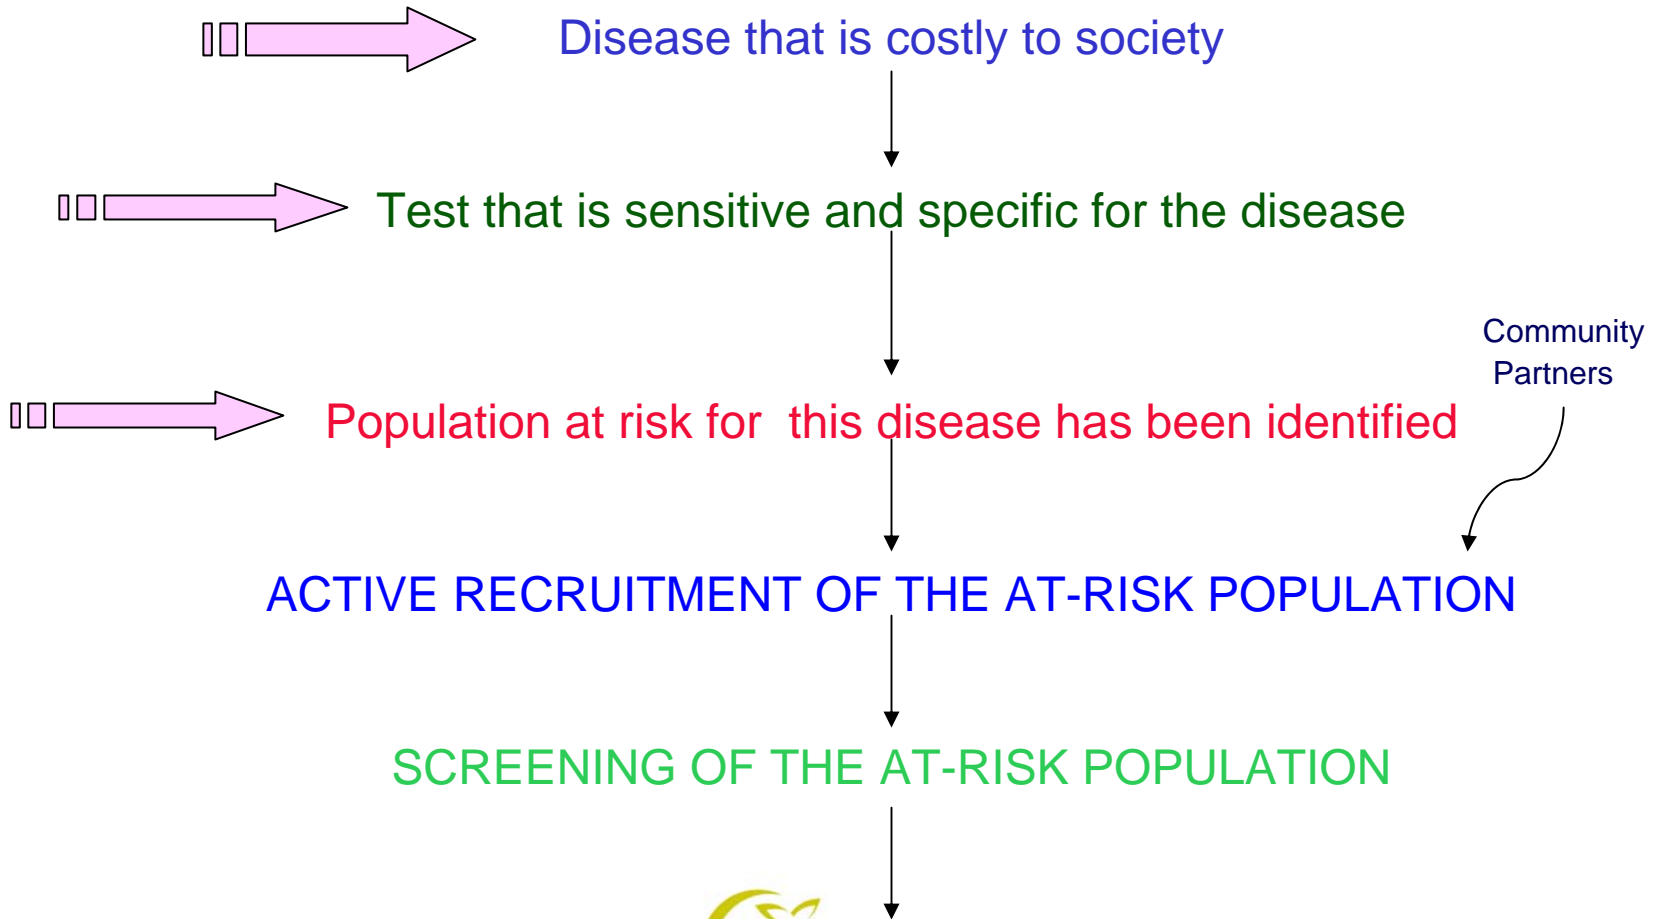 Disease that is costly to society
Test that is sensitive and specific for the disease
Community
Partners
Population at risk for  this disease has been identified
ACTIVE RECRUITMENT OF THE AT-RISK POPULATION
SCREENING OF THE AT-RISK POPULATION